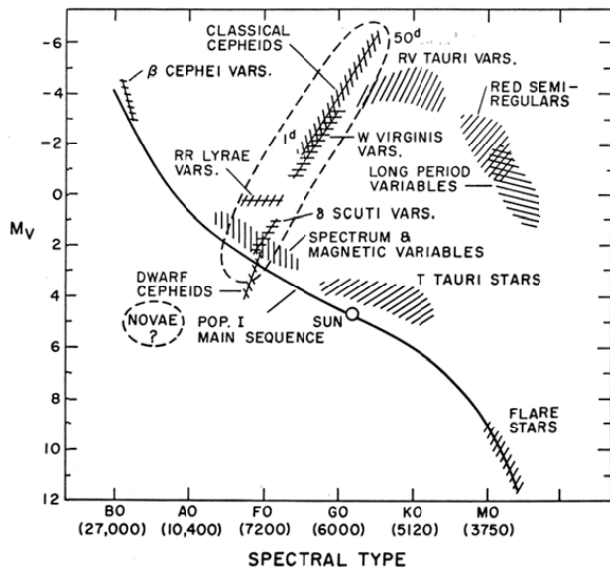 CLASSICAL
CEPHEIDS
50ᵈ
RV TAURI VARS.
β CEPHEI VARS.
RED SEMI-
REGULARS
1ᵈ
W VIRGINIS
VARS.
RR LYRAE
VARS.
LONG PERIOD
VARIABLES
δ SCUTI VARS.
SPECTRUM &
MAGNETIC VARIABLES
DWARF
CEPHEIDS
T TAURI STARS
NOVAE
?
POP. I
MAIN SEQUENCE
SUN
FLARE
STARS
Mᵥ
-6
-4
-2
0
2
4
6
8
10
12
BO AO FO GO KO MO
(27,000) (10,400) (7200) (6000) (5120) (3750)
SPECTRAL TYPE